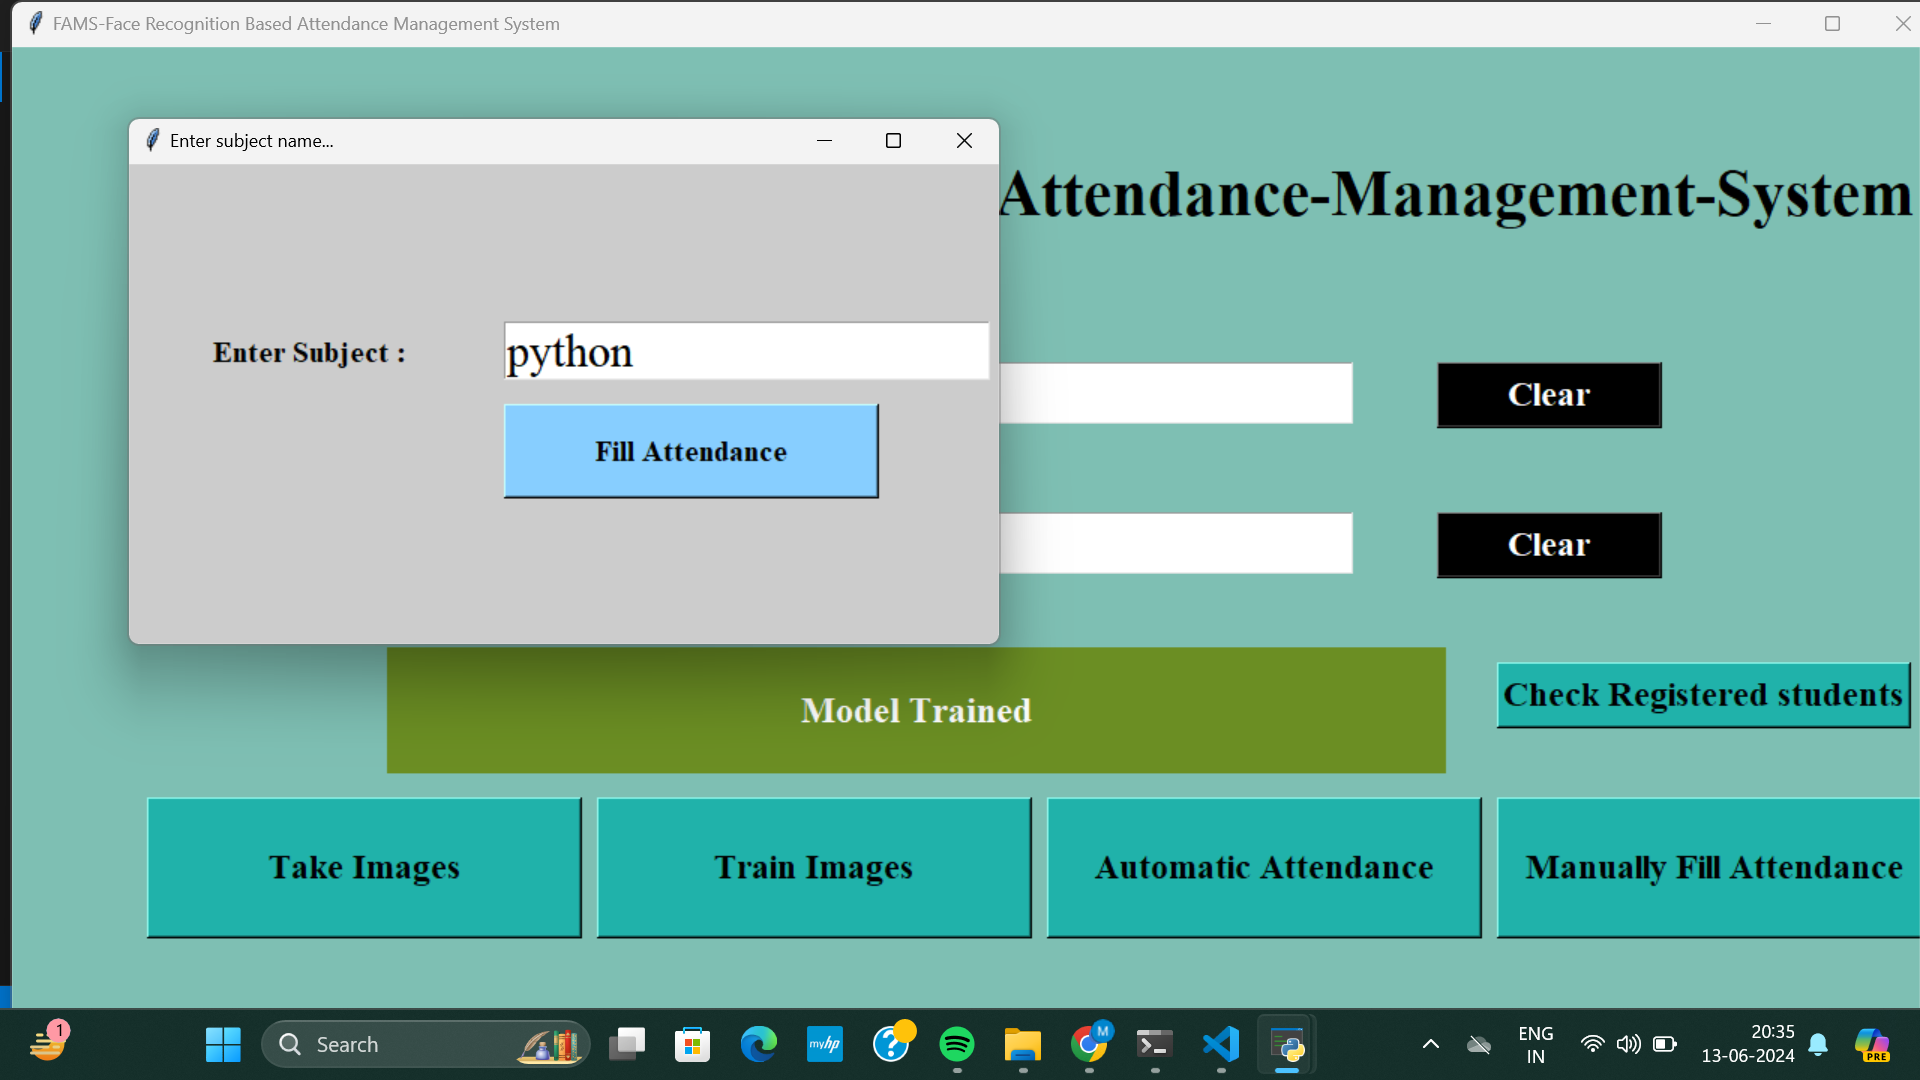 FAMS-Face Recognition Based Attendance Management System
Enter subject name...
Attendance-Management-System
Enter Subject :
python
Fill Attendance
Clear
Clear
Model Trained
Check Registered students
Take Images
Train Images
Automatic Attendance
Manually Fill Attendance
1
Search
myhp
?
M
ENG
IN
20:35
13-06-2024
PRE